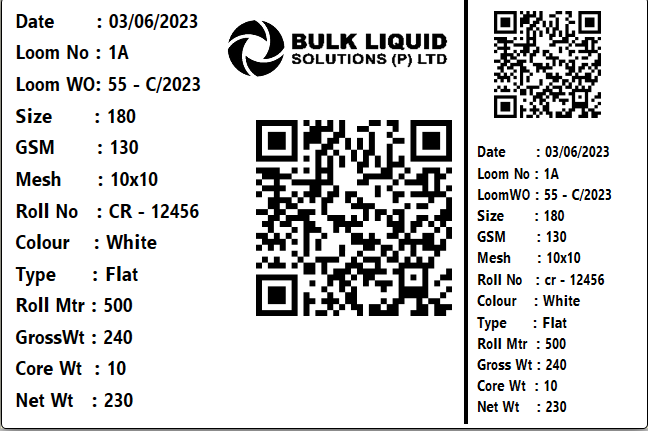 Date : 03/06/2023
Loom No : 1A
Loom WO: 55 - C/2023
Size : 180
GSM : 130
Mesh : 10x10
Roll No : CR - 12456
Colour : White
Type : Flat
Roll Mtr : 500
GrossWt : 240
Core Wt : 10
Net Wt : 230
BULK LIQUID
SOLUTIONS (P) LTD
Date : 03/06/2023
Loom No : 1A
LoomWO : 55 - C/2023
Size : 180
GSM : 130
Mesh : 10x10
Roll No : cr - 12456
Colour : White
Type : Flat
Roll Mtr : 500
Gross Wt : 240
Core Wt : 10
Net Wt : 230